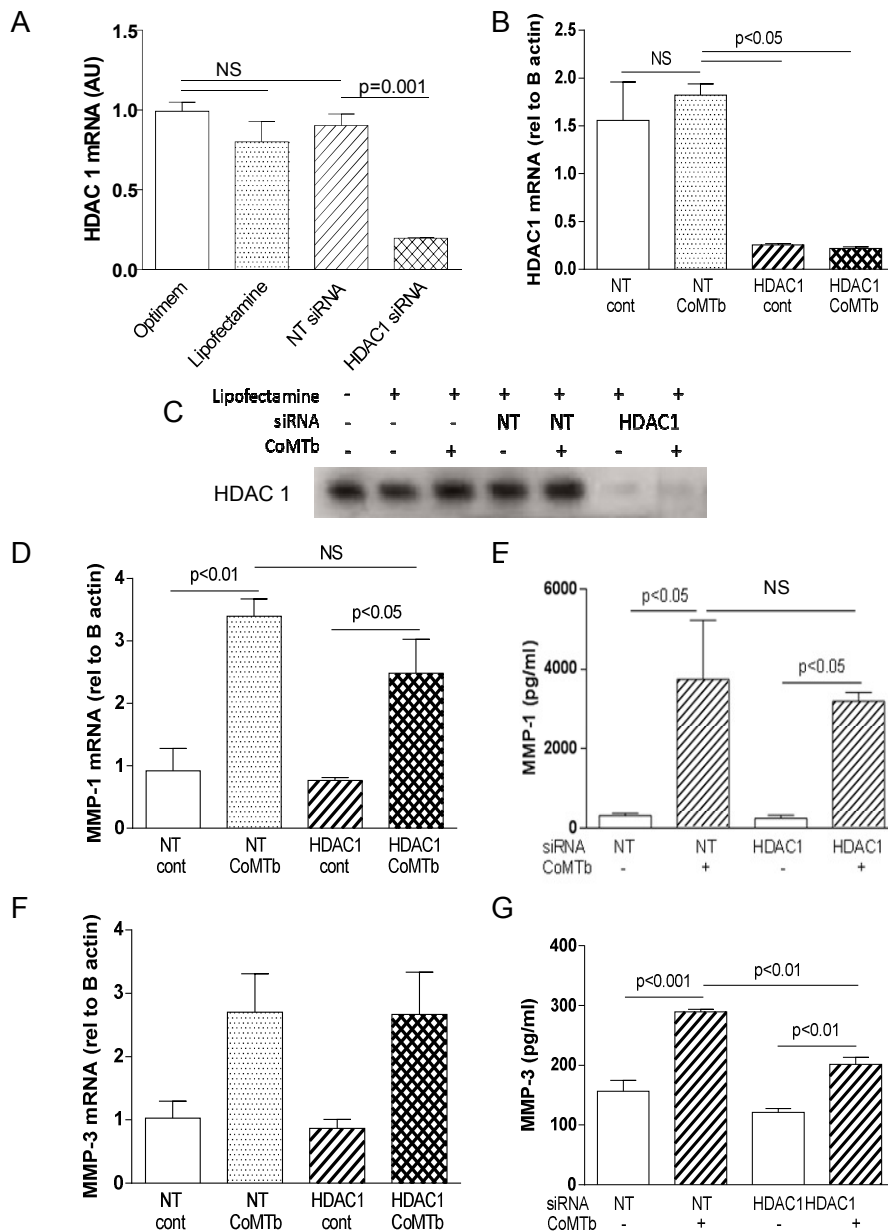 A
HDAC 1 mRNA (AU)
1.0
0.5
0.0
NS
p=0.001
Optimem
Lipofectamine
NT siRNA
HDAC1 siRNA
B
HDAC1 mRNA (rel to B actin)
2.5
2.0
1.5
1.0
0.5
0.0
NS
p<0.05
NT NT HDAC1 HDAC1
cont CoMTb cont CoMTb
C
Lipofectamine - + + + + + +
siRNA - - - NT NT HDAC1
CoMTb - - + - + - +
HDAC 1
D
MMP-1 mRNA (rel to B actin)
4
3
2
1
0
p<0.01
NS
p<0.05
NT NT HDAC1 HDAC1
cont CoMTb cont CoMTb
E
MMP-1 (pg/ml)
6000
4000
2000
0
p<0.05
NS
p<0.05
siRNA NT NT HDAC1 HDAC1
CoMTb - + - +
F
MMP-3 mRNA (rel to B actin)
4
3
2
1
0
NT NT HDAC1 HDAC1
cont CoMTb cont CoMTb
G
MMP-3 (pg/ml)
400
300
200
100
0
p<0.001
p<0.01
p<0.01
siRNA NT NT HDAC1HDAC1
CoMTb - + - +